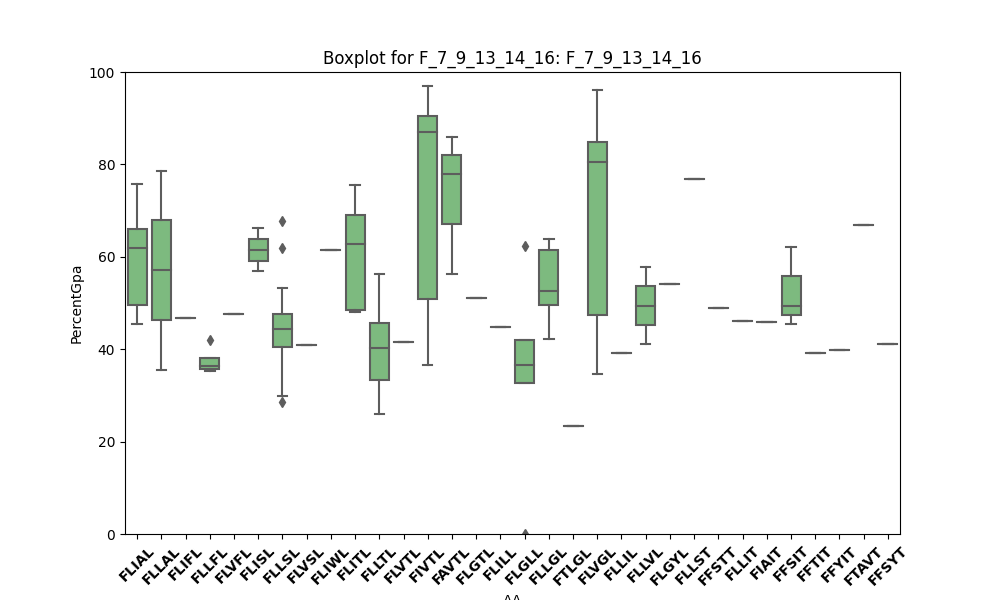 Boxplot for F_7_9_13_14_16: F_7_9_13_14_16
100
80
60
40
20
0
PercentGpa
FLIAL
FLLAL
FLIFL
FLLFL
FLVFL
FLISL
FLLSL
FLVSL
FLIWL
FLITL
FLLTL
FLVTL
FIVTL
FAVTL
FLGTL
FLILL
FLGLL
FLLGL
FTLGL
FLVGL
FLLIL
FLLVL
FLGYL
FLLST
FFSTT
FLLIT
FIAIT
FFSIT
FFTIT
FFYIT
FTAVT
FFSYT
AA